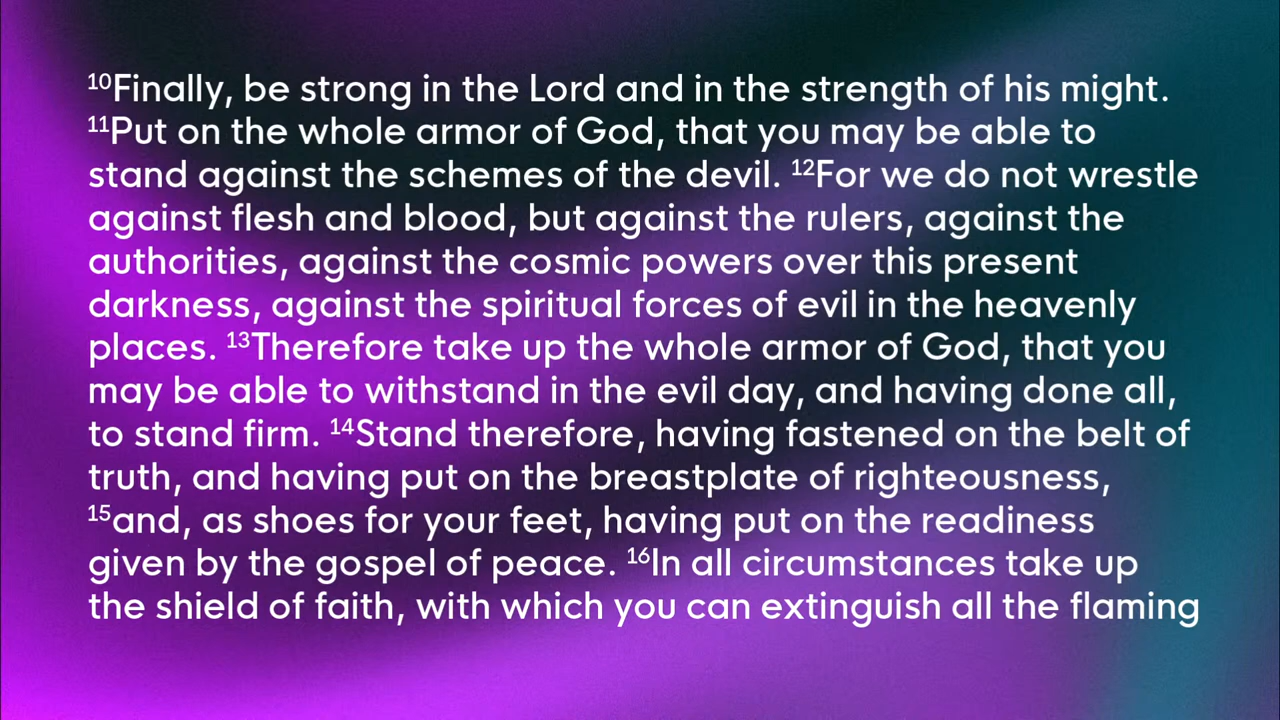 ¹⁰Finally, be strong in the Lord and in the strength of his might.
¹¹Put on the whole armor of God, that you may be able to
stand against the schemes of the devil. ¹²For we do not wrestle
against flesh and blood, but against the rulers, against the
authorities, against the cosmic powers over this present
darkness, against the spiritual forces of evil in the heavenly
places. ¹³Therefore take up the whole armor of God, that you
may be able to withstand in the evil day, and having done all,
to stand firm. ¹⁴Stand therefore, having fastened on the belt of
truth, and having put on the breastplate of righteousness,
¹⁵and, as shoes for your feet, having put on the readiness
given by the gospel of peace. ¹⁶In all circumstances take up
the shield of faith, with which you can extinguish all the flaming